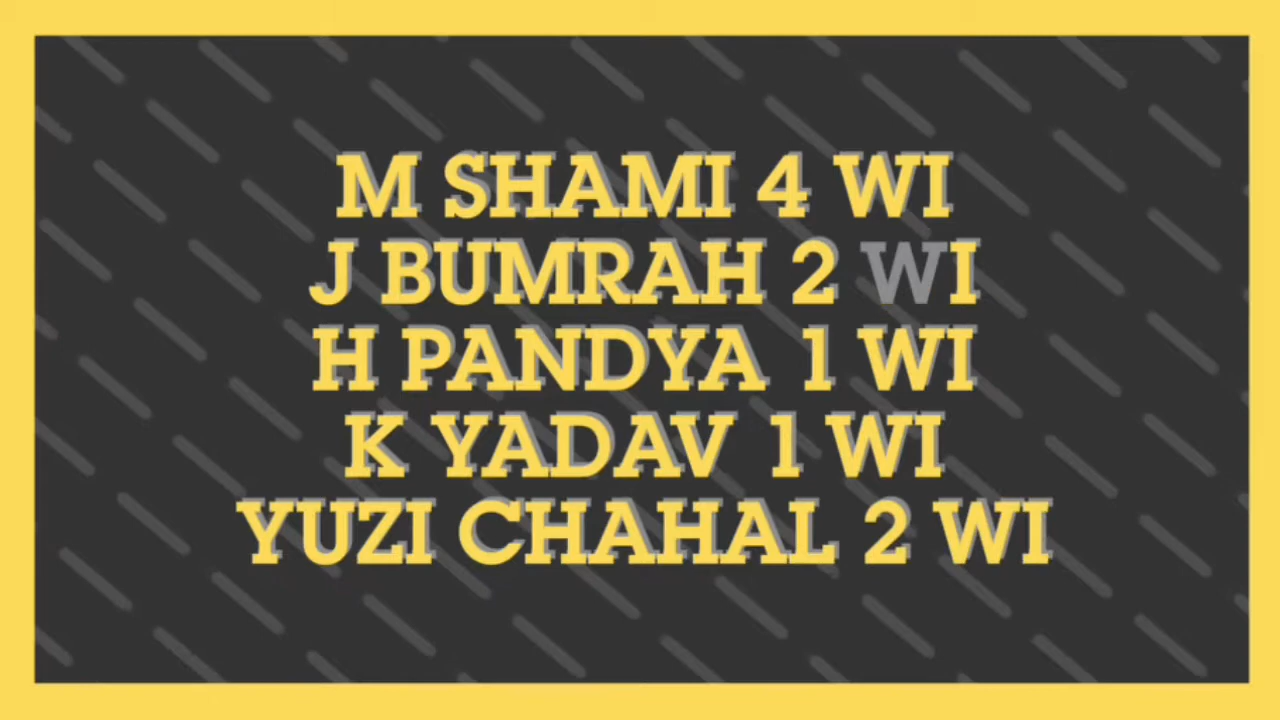 M SHAMI 4 WI
J BUMRAH 2 WI
H PANDYA 1 WI
K YADAV 1 WI
YUZI CHAHAL 2 WI